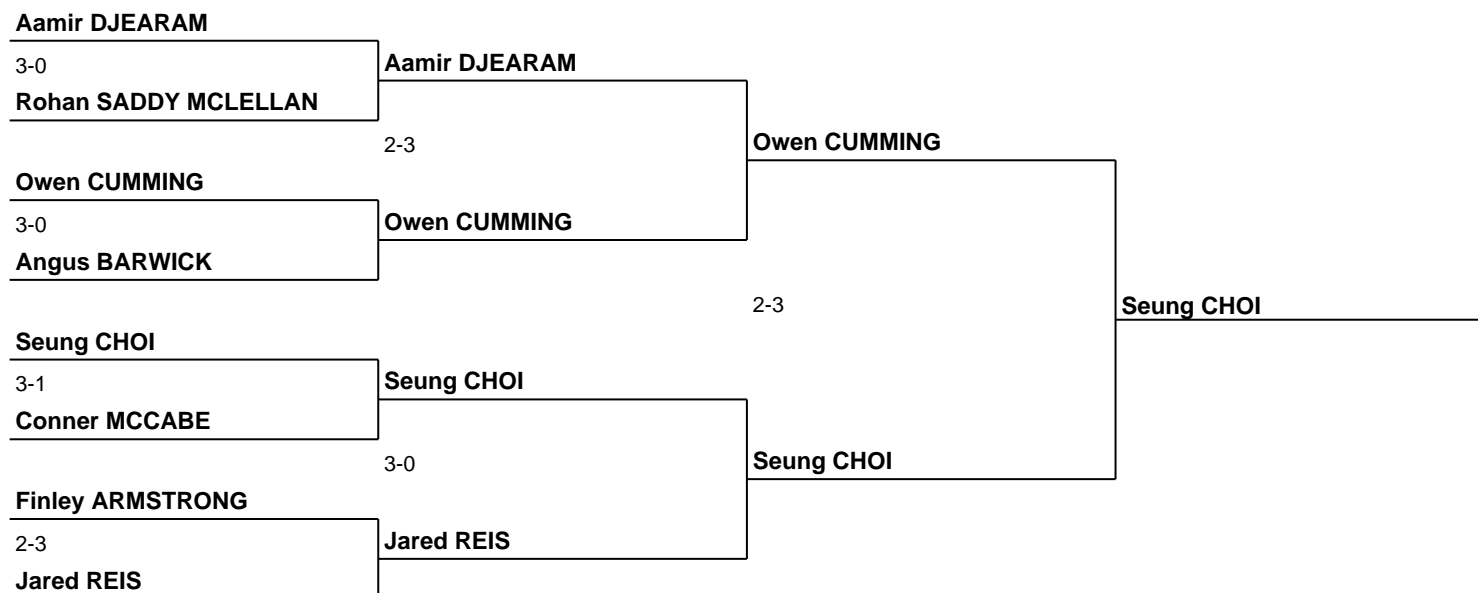 Aamir DJEARAM
3-0
Rohan SADDY MCLELLAN
Owen CUMMING
3-0
Angus BARWICK
Seung CHOI
3-1
Conner MCCABE
Finley ARMSTRONG
2-3
Jared REIS
Aamir DJEARAM
2-3
Owen CUMMING
Seung CHOI
3-0
Jared REIS
Owen CUMMING
2-3
Seung CHOI
Seung CHOI